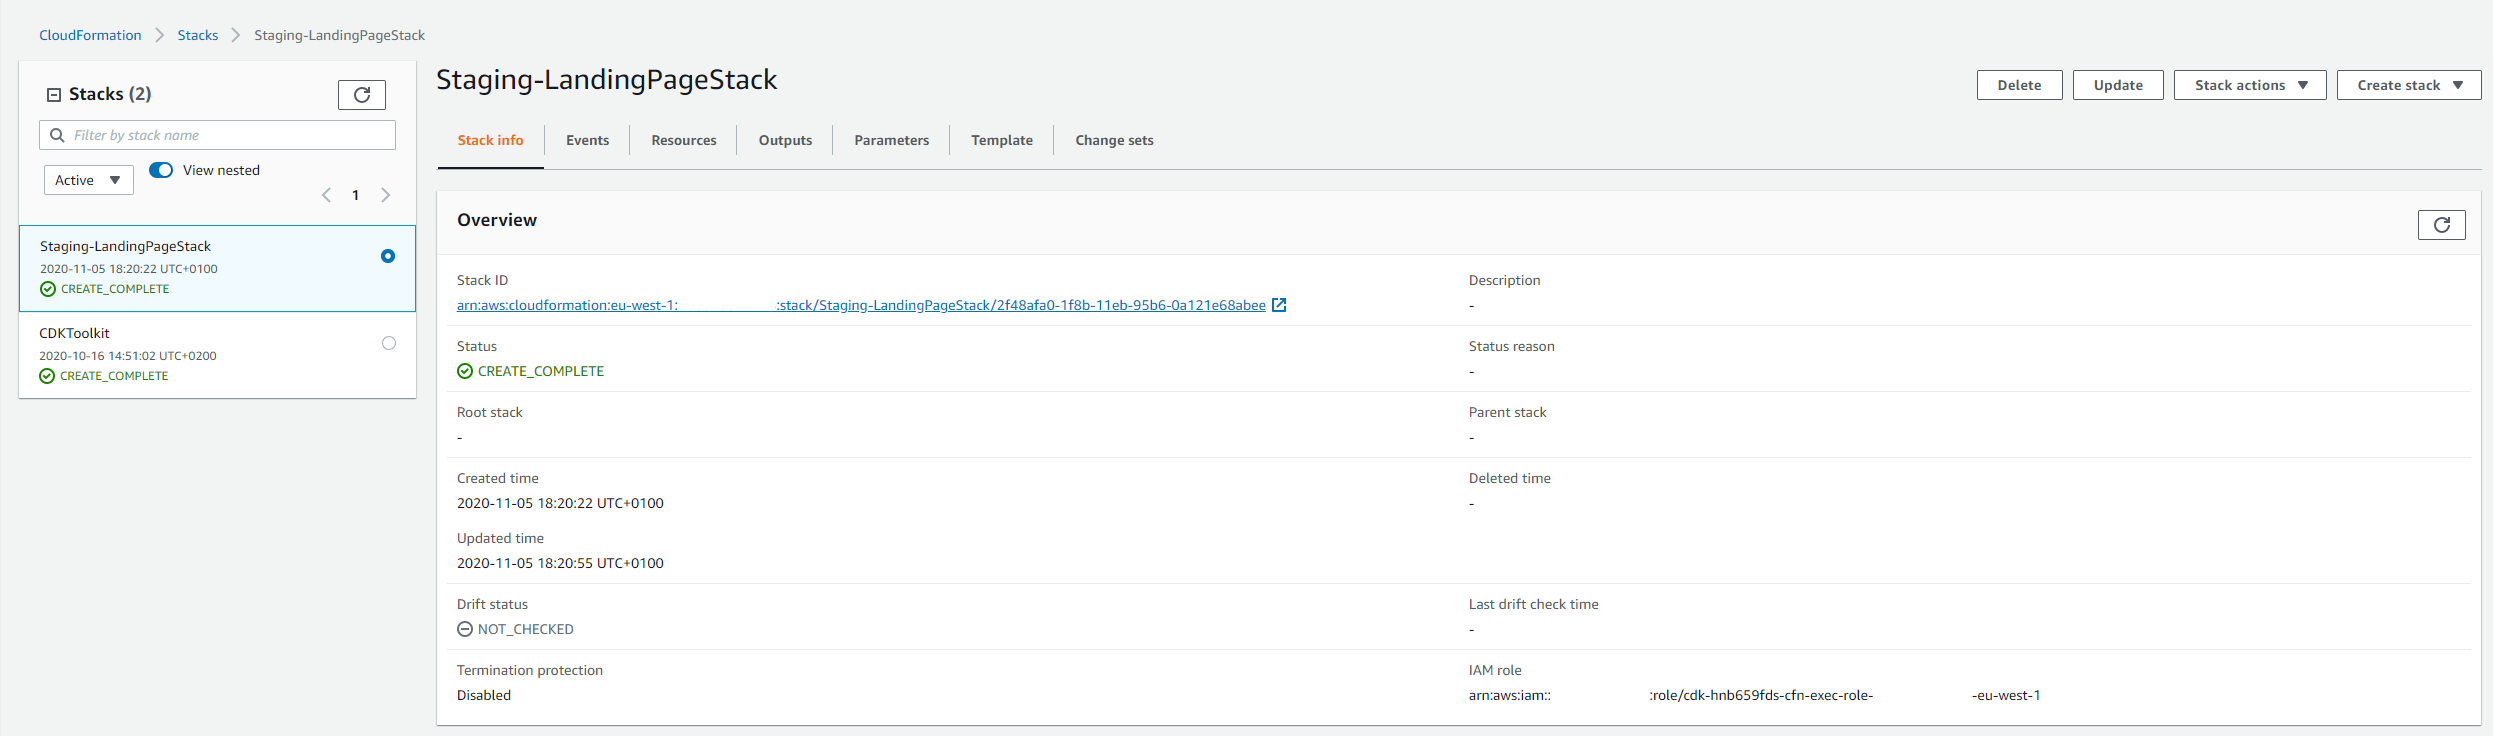 CloudFormation > Stacks > Staging-LandingPageStack
Stacks (2)
Filter by stack name
Active
View nested
1
Staging-LandingPageStack
2020-11-05 18:20:22 UTC+0100
CREATE_COMPLETE
CDKToolkit
2020-10-16 14:51:02 UTC+0200
CREATE_COMPLETE
Staging-LandingPageStack
Delete
Update
Stack actions
Create stack
Stack info
Events
Resources
Outputs
Parameters
Template
Change sets
Overview
Stack ID
arn:aws:cloudformation:eu-west-1: :stack/Staging-LandingPageStack/2f48afa0-1f8b-11eb-95b6-0a121e68abee
Description
-
Status
CREATE_COMPLETE
Status reason
-
Root stack
-
Parent stack
-
Created time
2020-11-05 18:20:22 UTC+0100
Deleted time
-
Updated time
2020-11-05 18:20:55 UTC+0100
Drift status
NOT_CHECKED
Last drift check time
-
Termination protection
Disabled
IAM role
arn:aws:iam:: :role/cdk-hnb659fds-cfn-exec-role- -eu-west-1